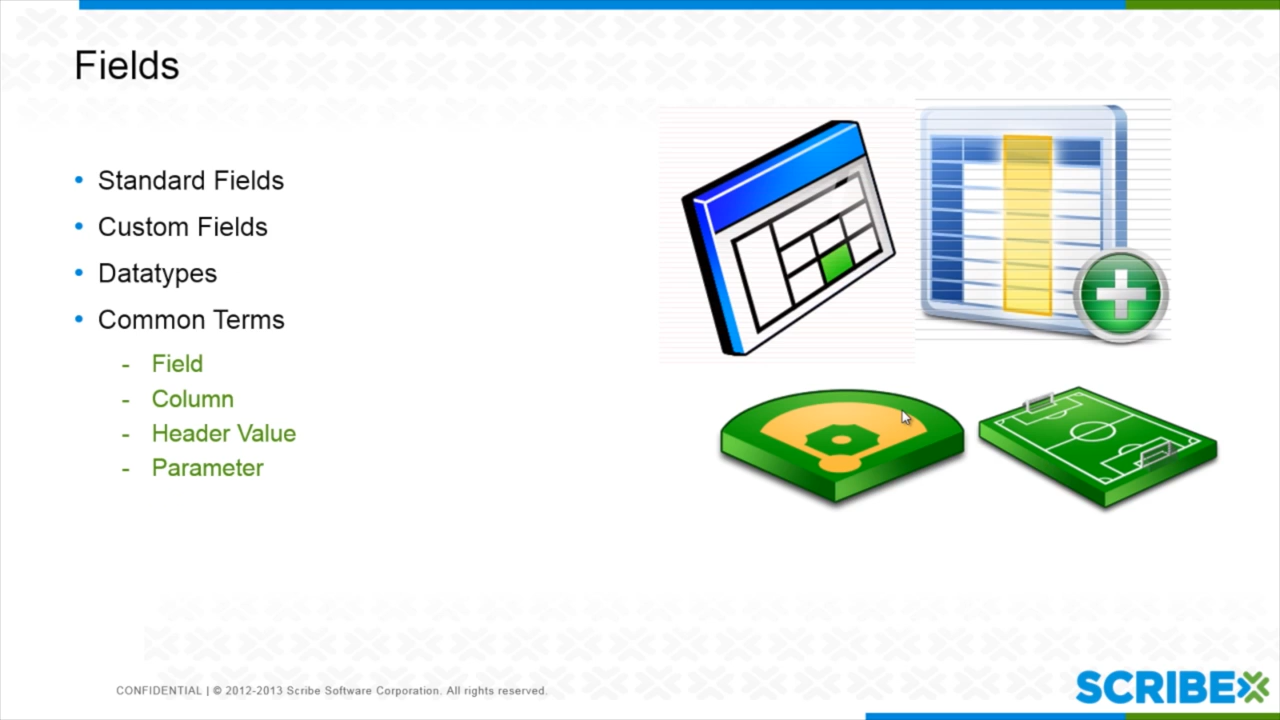 Fields
• Standard Fields
• Custom Fields
• Datatypes
• Common Terms
- Field
- Column
- Header Value
- Parameter
CONFIDENTIAL | © 2012-2013 Scribe Software Corporation. All rights reserved.
SCRIBE